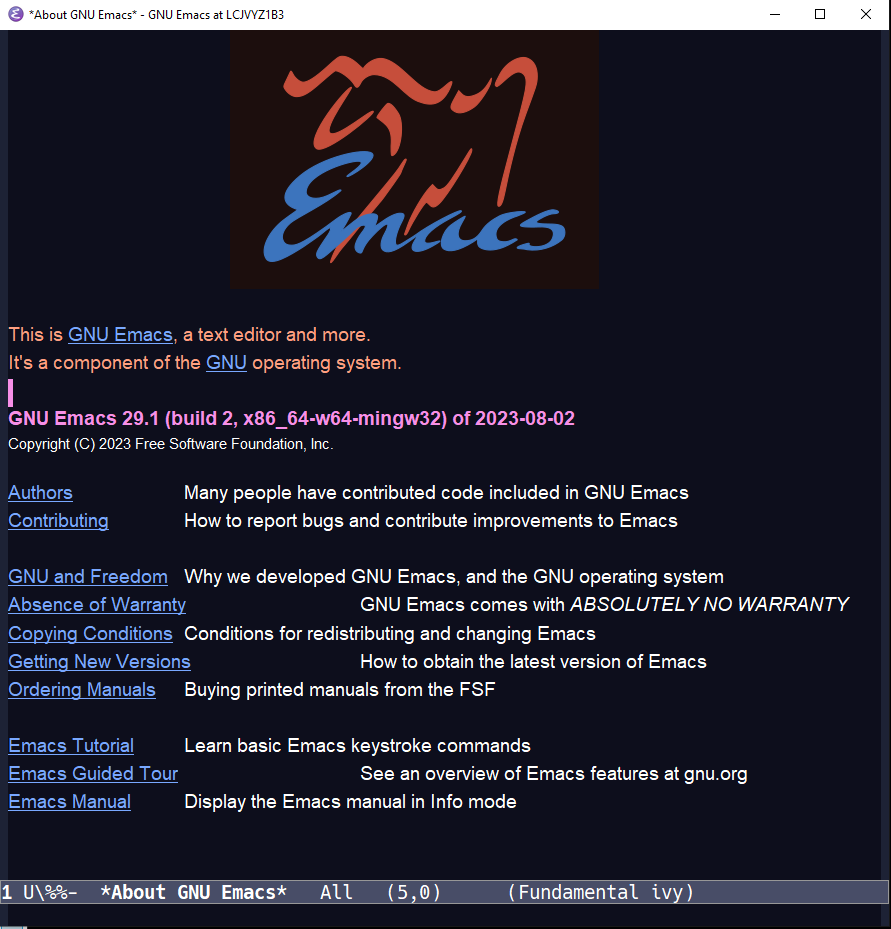 *About GNU Emacs* - GNU Emacs at LCJVYZ1B3
Emacs
This is GNU Emacs, a text editor and more.
It's a component of the GNU operating system.
GNU Emacs 29.1 (build 2, x86_64-w64-mingw32) of 2023-08-02
Copyright (C) 2023 Free Software Foundation, Inc.
Authors Many people have contributed code included in GNU Emacs
Contributing How to report bugs and contribute improvements to Emacs
GNU and Freedom Why we developed GNU Emacs, and the GNU operating system
Absence of Warranty GNU Emacs comes with ABSOLUTELY NO WARRANTY
Copying Conditions Conditions for redistributing and changing Emacs
Getting New Versions How to obtain the latest version of Emacs
Ordering Manuals Buying printed manuals from the FSF
Emacs Tutorial Learn basic Emacs keystroke commands
Emacs Guided Tour See an overview of Emacs features at gnu.org
Emacs Manual Display the Emacs manual in Info mode
1 U\%%- *About GNU Emacs* All (5,0) (Fundamental ivy)